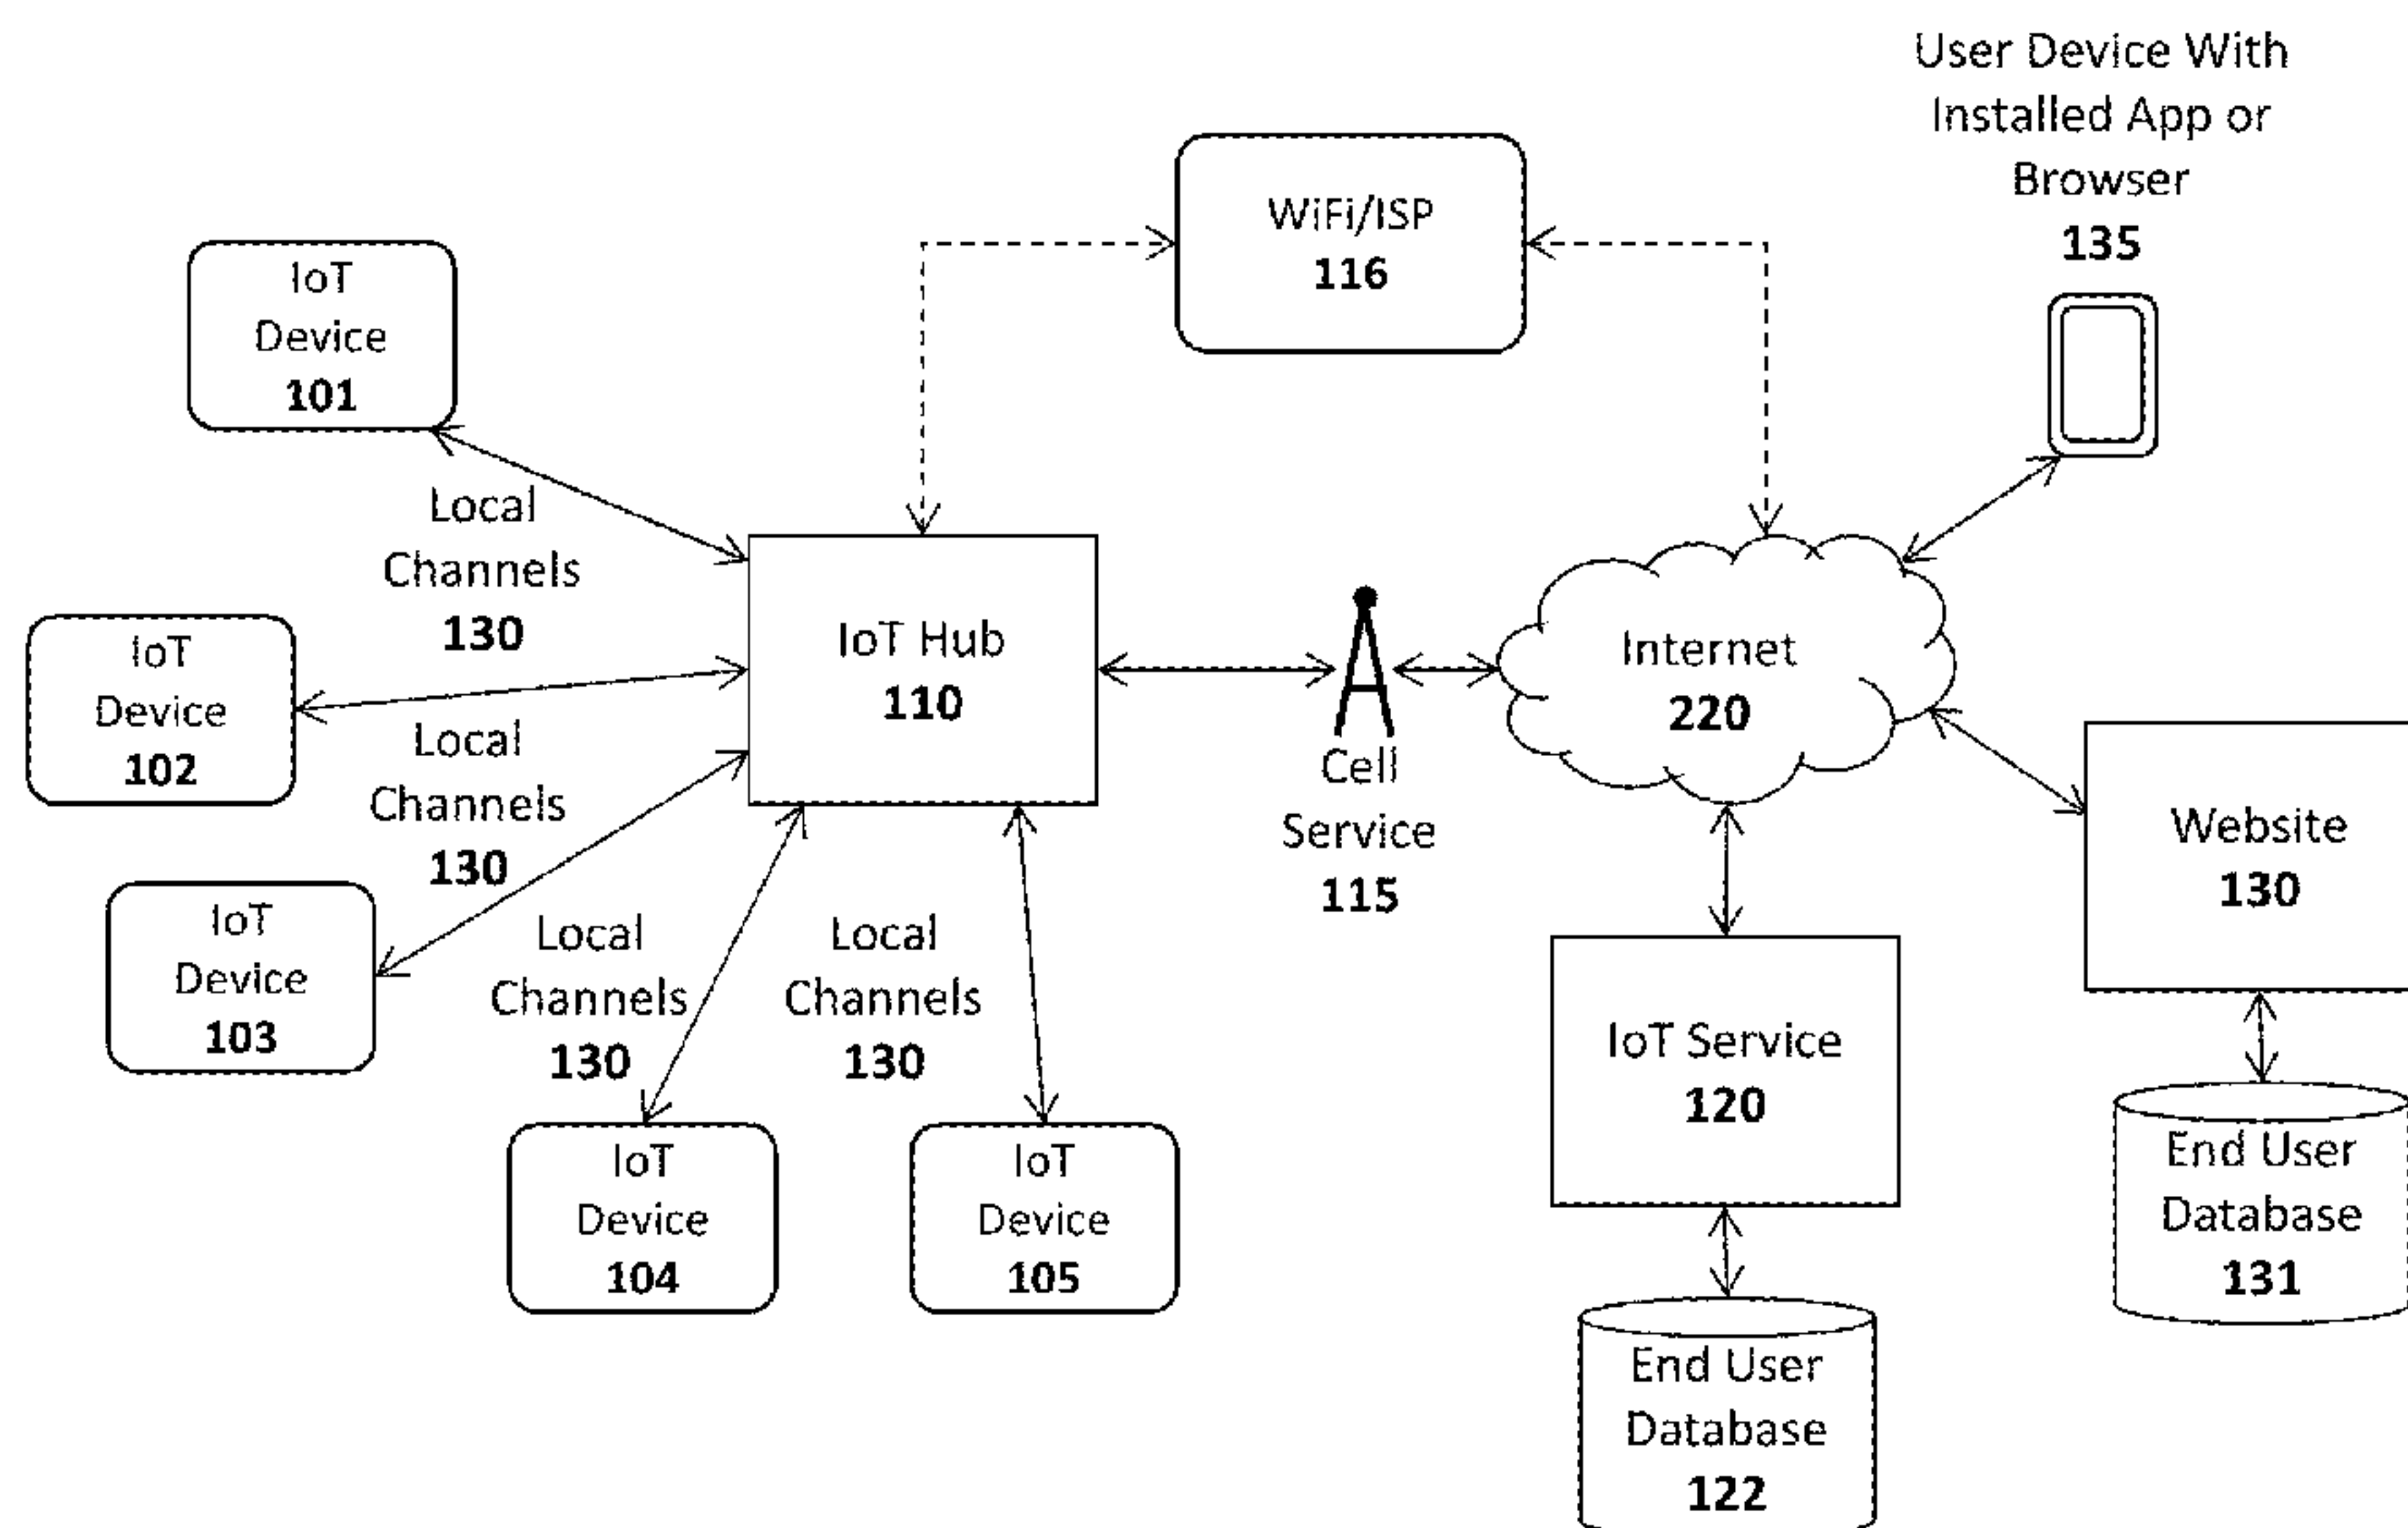 User Device With
Installed App or
Browser
135
WiFi/ISP
116
IoT
Device
101
Local
Channels
130
IoT Hub
110
Internet
220
IoT
Device
102
Local
Channels
130
Cell
Service
115
Website
130
IoT
Device
103
Local
Channels
130
Local
Channels
130
IoT Service
120
IoT
Device
104
IoT
Device
105
End User
Database
131
End User
Database
122